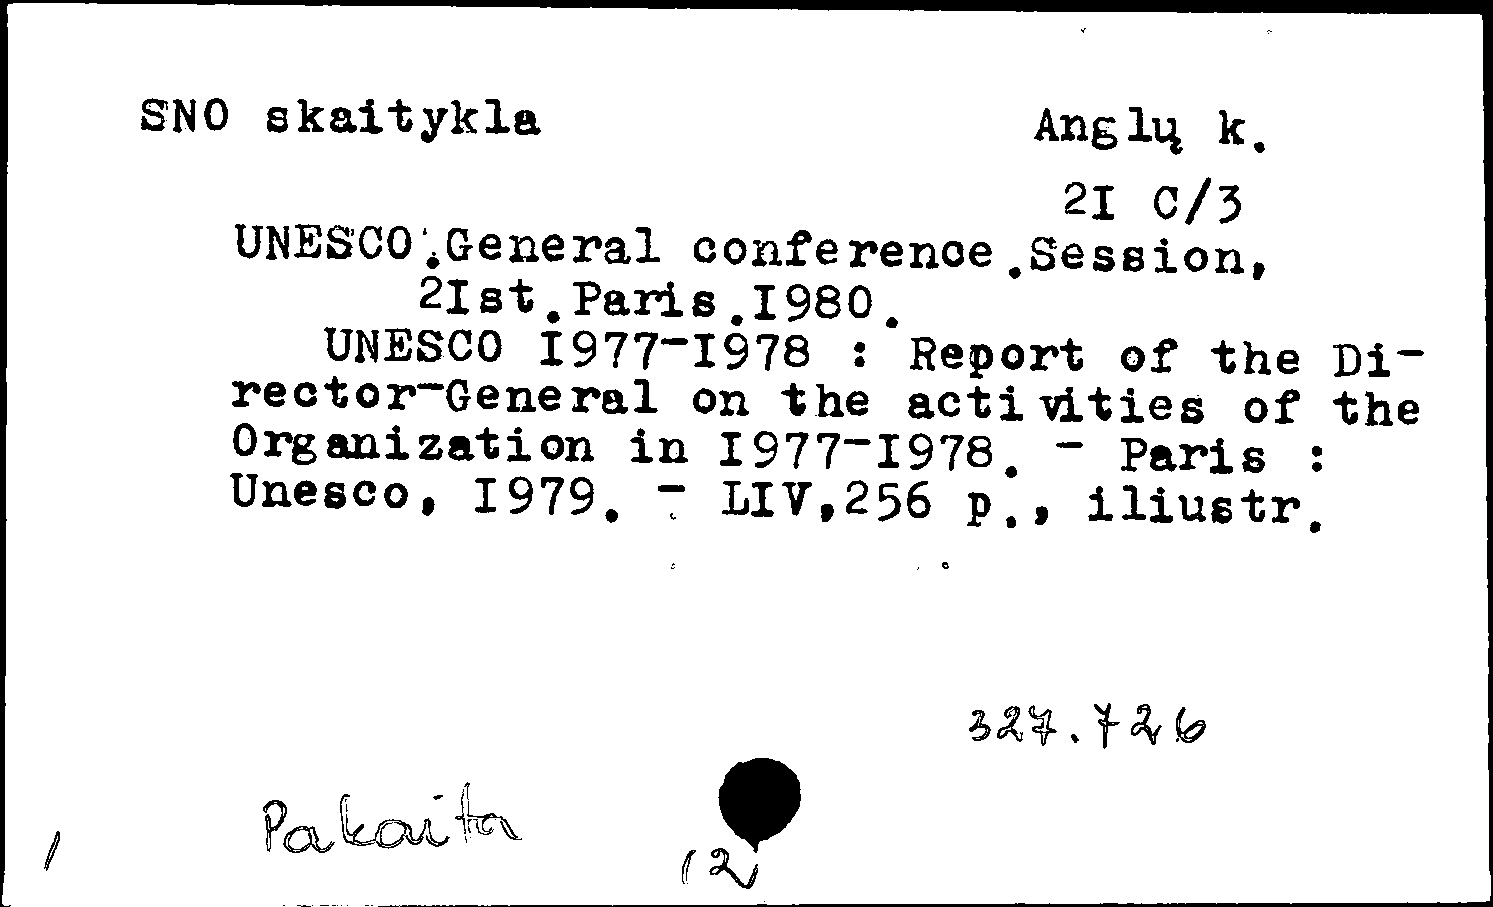 SNO skaitykla
Anglų k.
2I C/3
UNESCO.General conference.Session,
2Ist.Paris.I980.
UNESCO I977-I978 : Report of the Di-
rector-General on the activities of the
Organization in I977-I978. - Paris :
Unesco, I979. - LIV,256 p., iliustr.
327.726
Pakaita
1
12